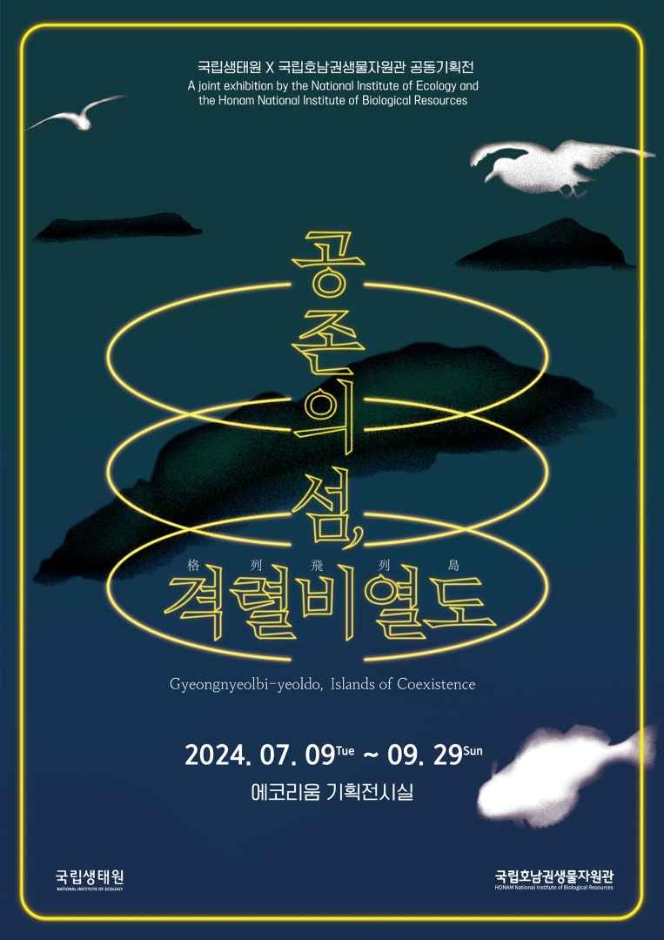 국립생태원 X 국립호남권생물자원관 공동기획전
A joint exhibition by the National Institute of Ecology and
the Honam National Institute of Biological Resources
공존의 섬,
格列飛列島
격렬비열도
Gyeongnyeolbi-yeoldo, Islands of Coexistence
2024. 07. 09Tue ~ 09. 29Sun
에코리움 기획전시실
국립생태원
NATIONAL INSTITUTE OF ECOLOGY
국립호남권생물자원관
HONAM National Institute of Biological Resources